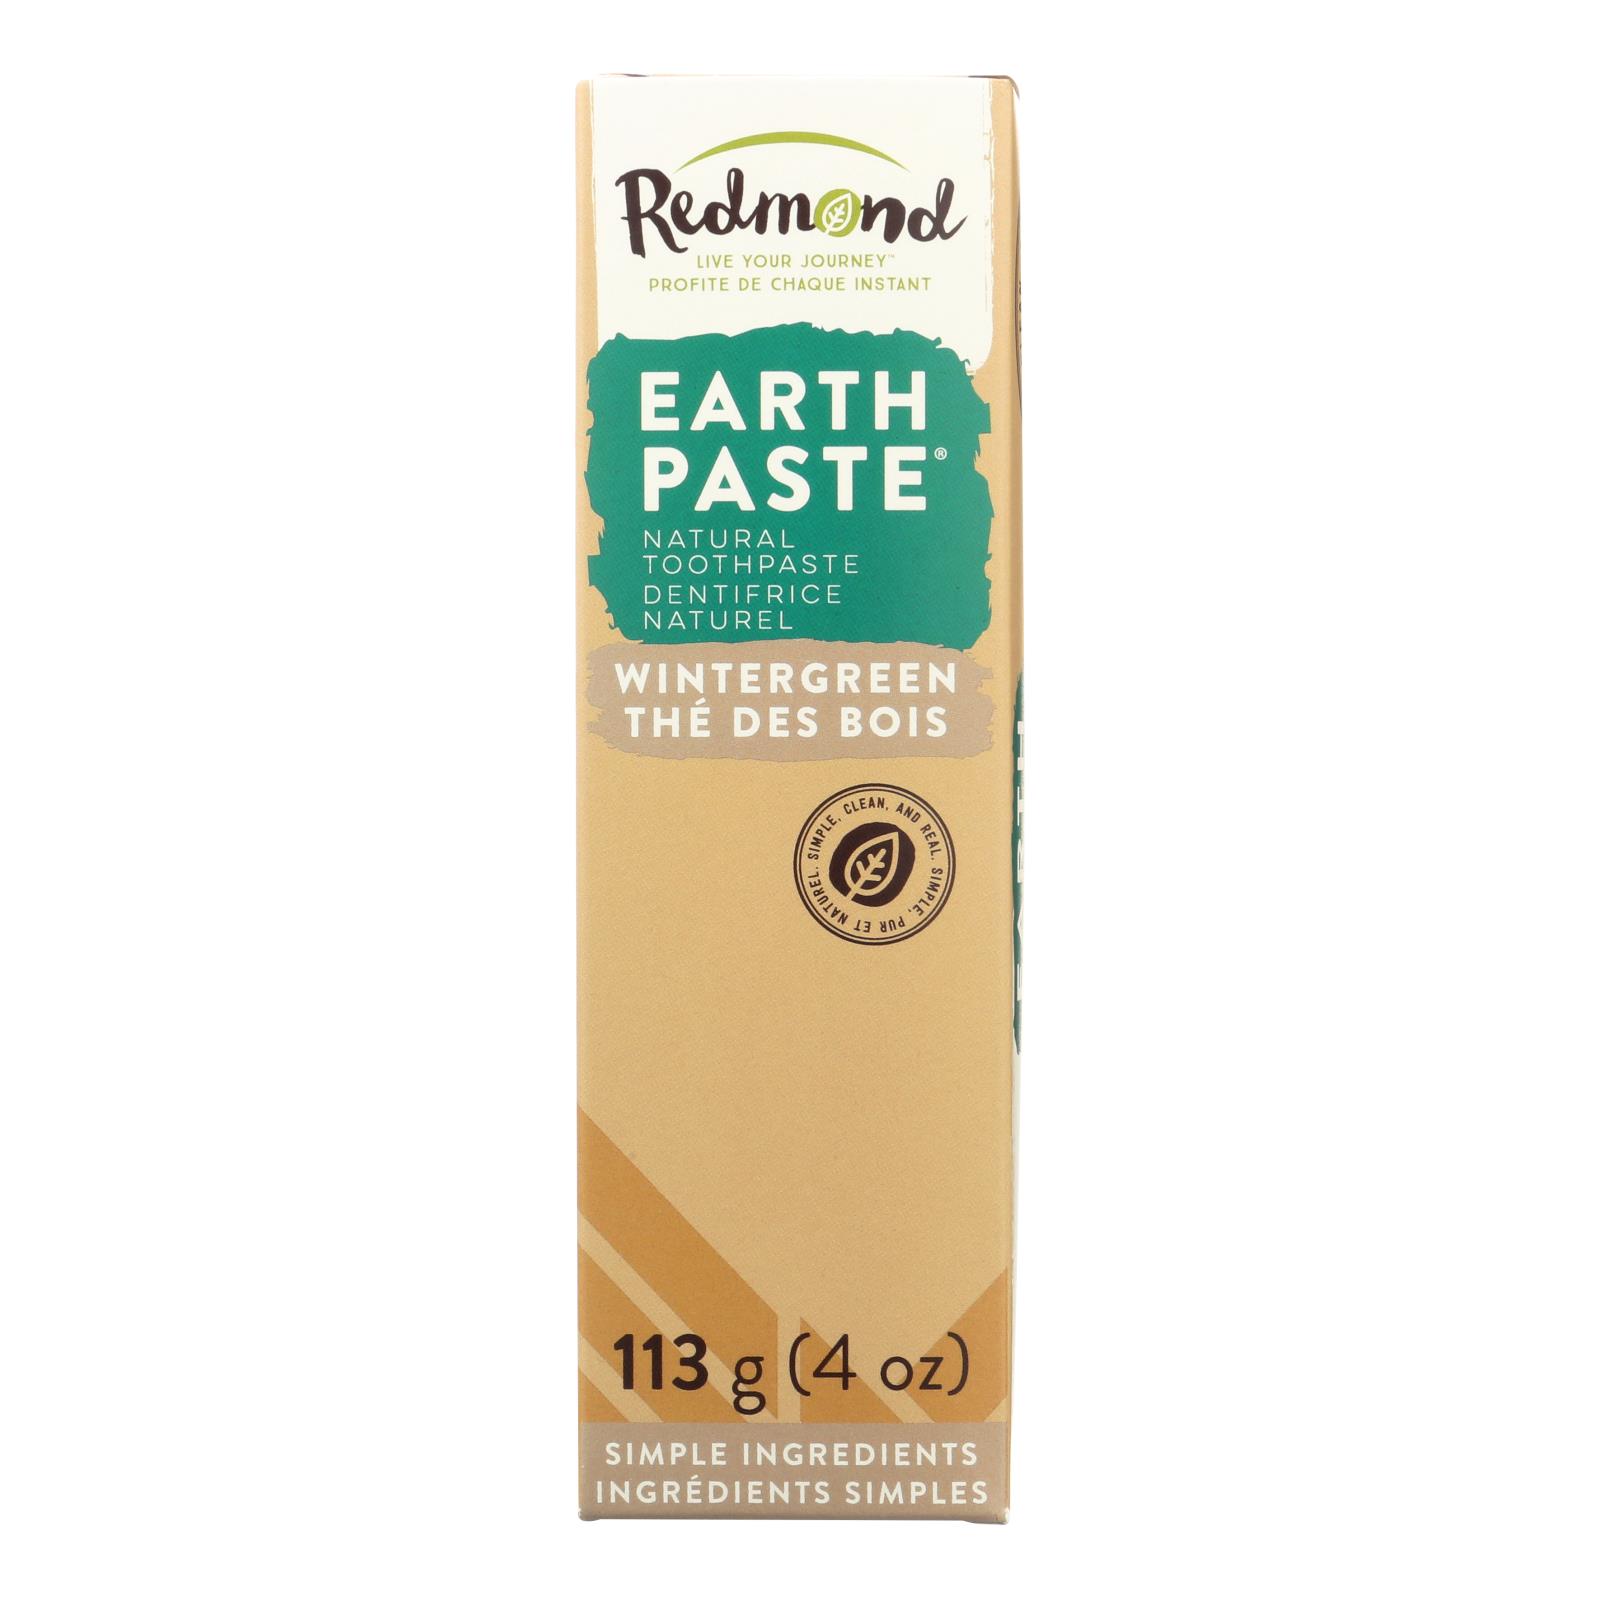 Redmond
LIVE YOUR JOURNEY™
PROFITE DE CHAQUE INSTANT
EARTH
PASTE®
NATURAL
TOOTHPASTE
DENTIFRICE
NATUREL
WINTERGREEN
THÉ DES BOIS
SIMPLE, CLEAN, AND REAL.
SIMPLE, PUR ET NATUREL.
113 g (4 oz)
SIMPLE INGREDIENTS
INGRÉDIENTS SIMPLES
EARTH